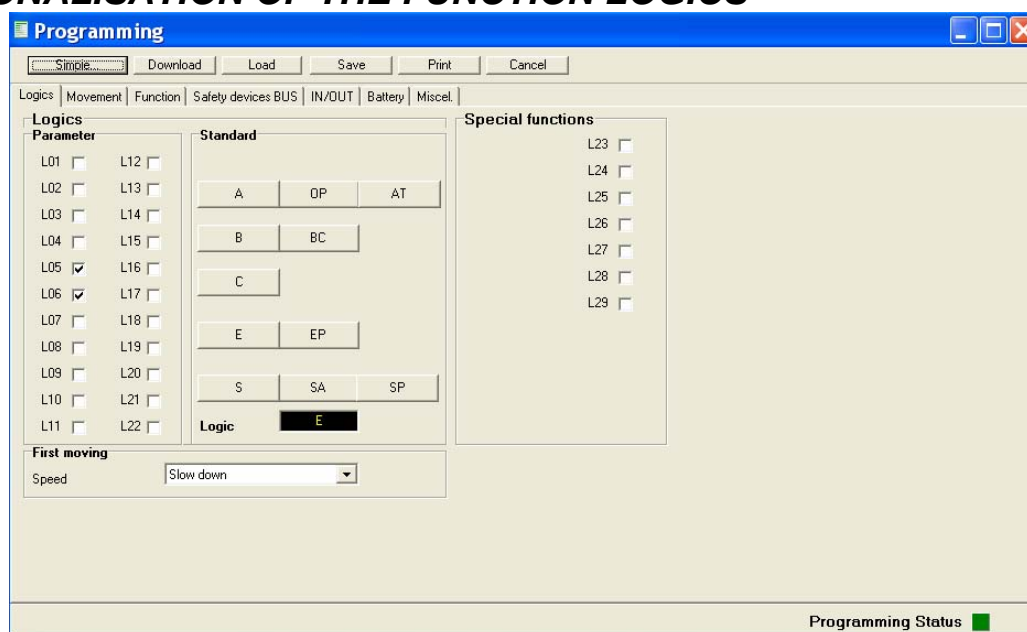 ONALISATION OF THE FUNCTION LOGICS
Programming
Simple... Download Load Save Print Cancel
Logics Movement Function Safety devices BUS IN/OUT Battery Miscel.
Logics
Parameter
L01 L12
L02 L13
L03 L14
L04 L15
L05 L16
L06 L17
L07 L18
L08 L19
L09 L20
L10 L21
L11 L22
Standard
A OP AT
B BC
C
E EP
S SA SP
Logic E
Special functions
L23
L24
L25
L26
L27
L28
L29
First moving
Speed Slow down
Programming Status